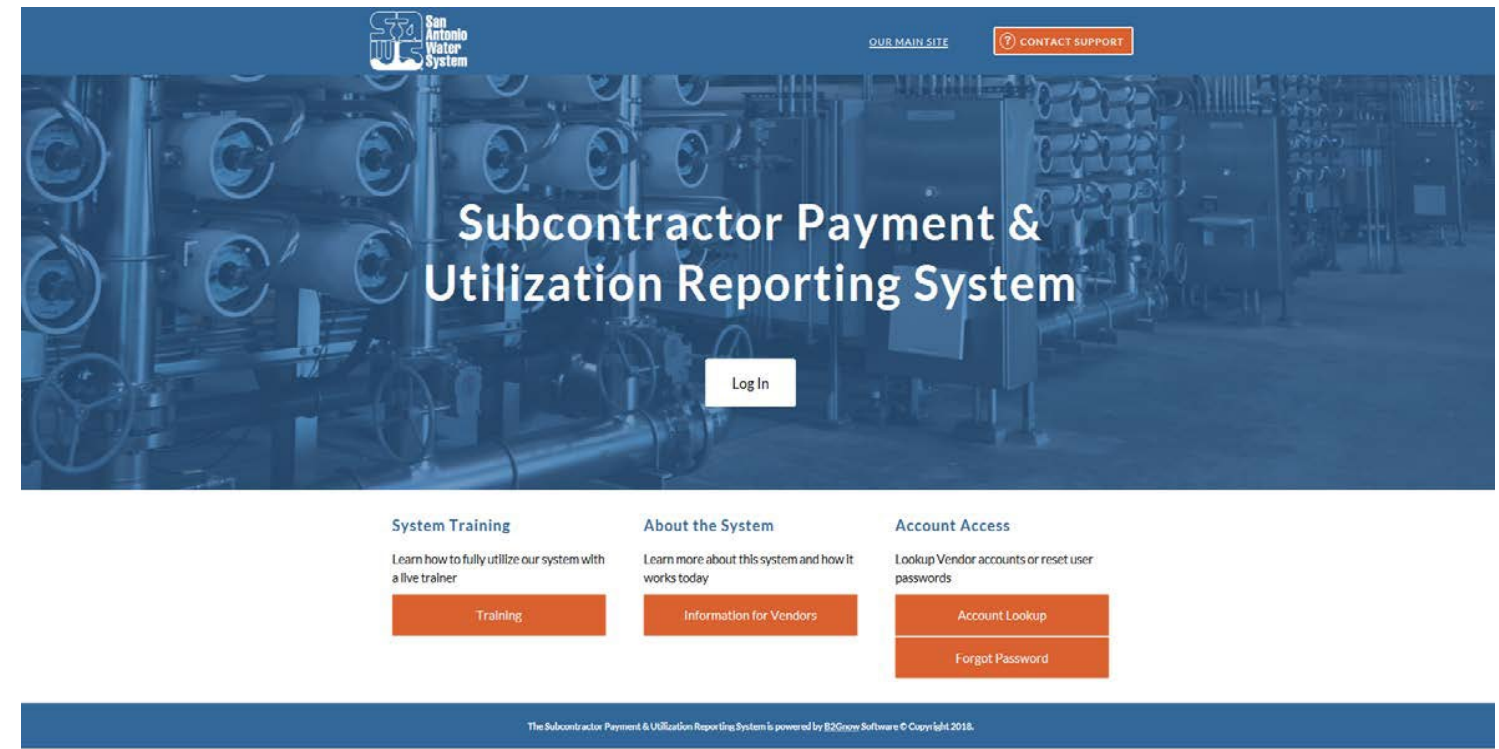 San
Antonio
Water
System
OUR MAIN SITE
? CONTACT SUPPORT
Subcontractor Payment &
Utilization Reporting System
Log In
System Training
Learn how to fully utilize our system with
a live trainer
Training
About the System
Learn more about this system and how it
works today
Information for Vendors
Account Access
Lookup Vendor accounts or reset user
passwords
Account Lookup
Forgot Password
The Subcontractor Payment & Utilization Reporting System is powered by B2Gnow Software © Copyright 2018.